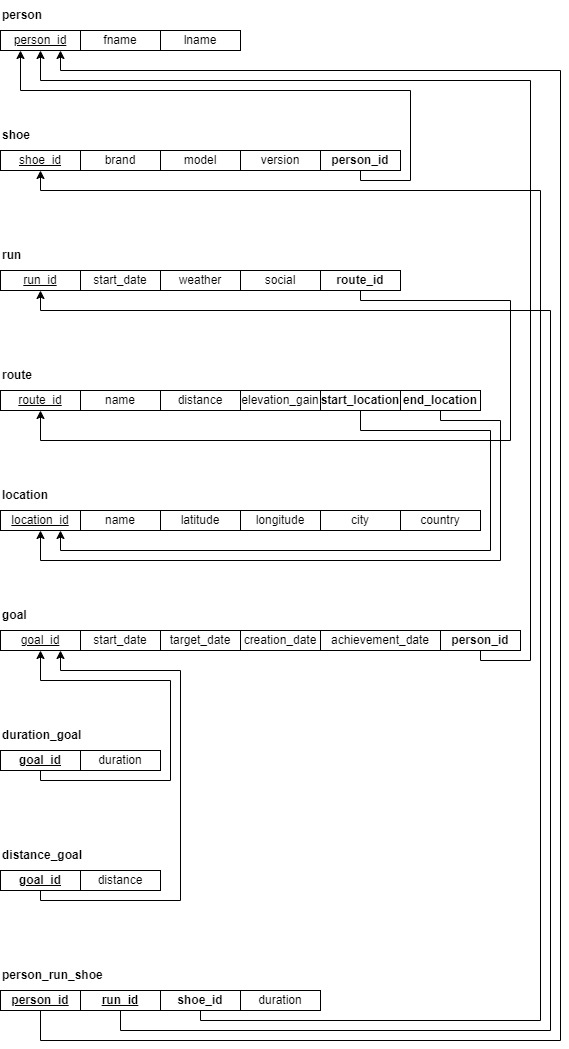 person
person_id fname lname
shoe
shoe_id brand model version person_id
run
run_id start_date weather social route_id
route
route_id name distance elevation_gain start_location end_location
location
location_id name latitude longitude city country
goal
goal_id start_date target_date creation_date achievement_date person_id
duration_goal
goal_id duration
distance_goal
goal_id distance
person_run_shoe
person_id run_id shoe_id duration